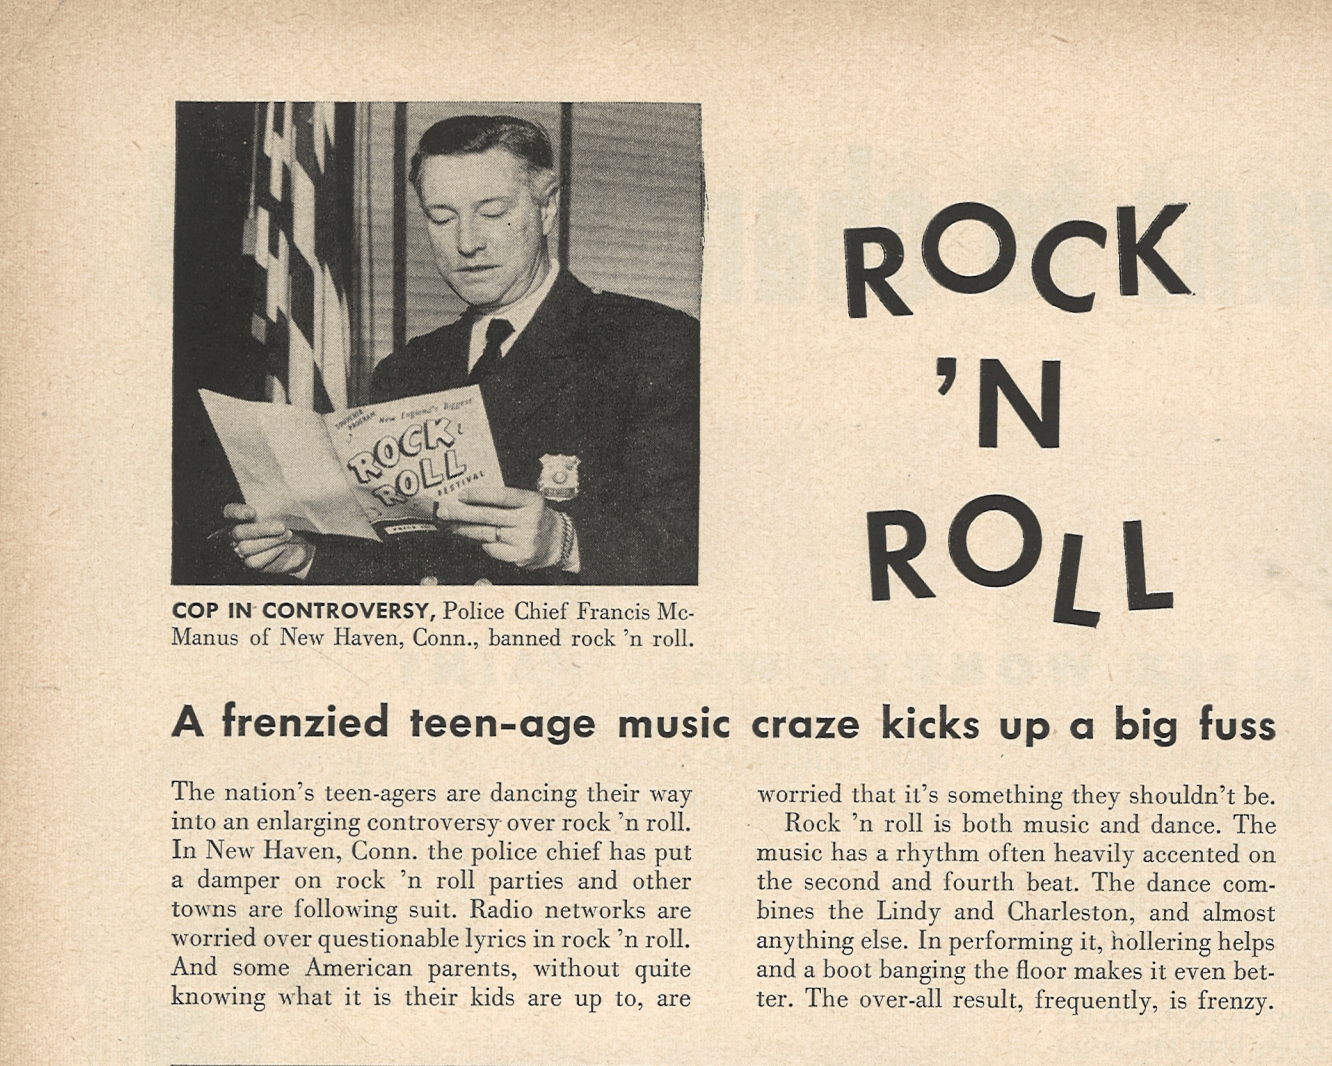 SOUVENIR
PROGRAM
New England's Biggest
ROCK
ROLL
FESTIVAL
ROCK
'N
ROLL
COP IN CONTROVERSY, Police Chief Francis Mc-
Manus of New Haven, Conn., banned rock 'n roll.
A frenzied teen-age music craze kicks up a big fuss
The nation's teen-agers are dancing their way
into an enlarging controversy over rock 'n roll.
In New Haven, Conn. the police chief has put
a damper on rock 'n roll parties and other
towns are following suit. Radio networks are
worried over questionable lyrics in rock 'n roll.
And some American parents, without quite
knowing what it is their kids are up to, are
worried that it's something they shouldn't be.
Rock 'n roll is both music and dance. The
music has a rhythm often heavily accented on
the second and fourth beat. The dance com-
bines the Lindy and Charleston, and almost
anything else. In performing it, hollering helps
and a boot banging the floor makes it even bet-
ter. The over-all result, frequently, is frenzy.